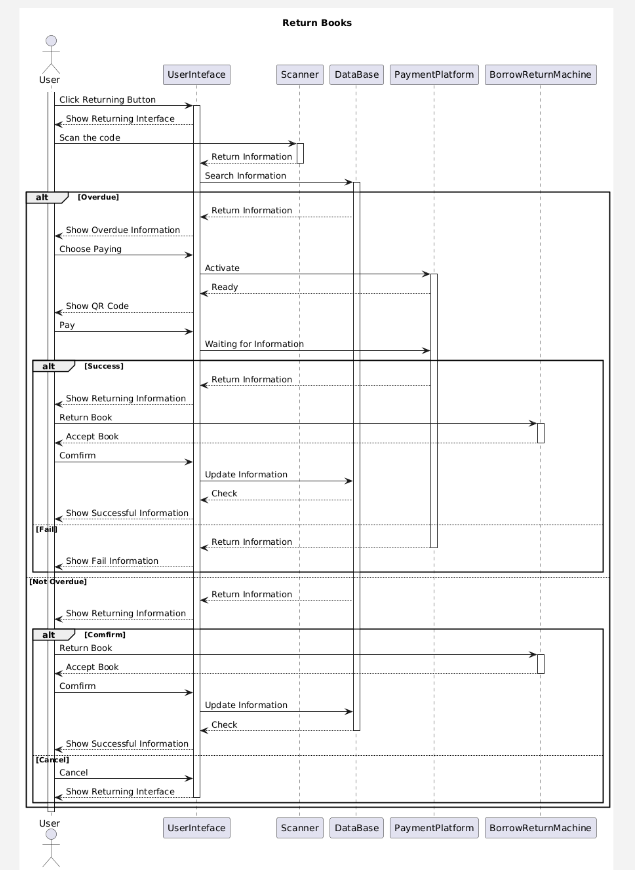 Return Books
User UserInteface Scanner DataBase PaymentPlatform BorrowReturnMachine
Click Returning Button
Show Returning Interface
Scan the code
Return Information
Search Information
alt [Overdue]
Return Information
Show Overdue Information
Choose Paying
Activate
Ready
Show QR Code
Pay
Waiting for Information
alt [Success]
Return Information
Show Returning Information
Return Book
Accept Book
Comfirm
Update Information
Check
Show Successful Information
[Fail]
Return Information
Show Fail Information
[Not Overdue]
Return Information
Show Returning Information
alt [Comfirm]
Return Book
Accept Book
Comfirm
Update Information
Check
Show Successful Information
[Cancel]
Cancel
Show Returning Interface
User UserInteface Scanner DataBase PaymentPlatform BorrowReturnMachine